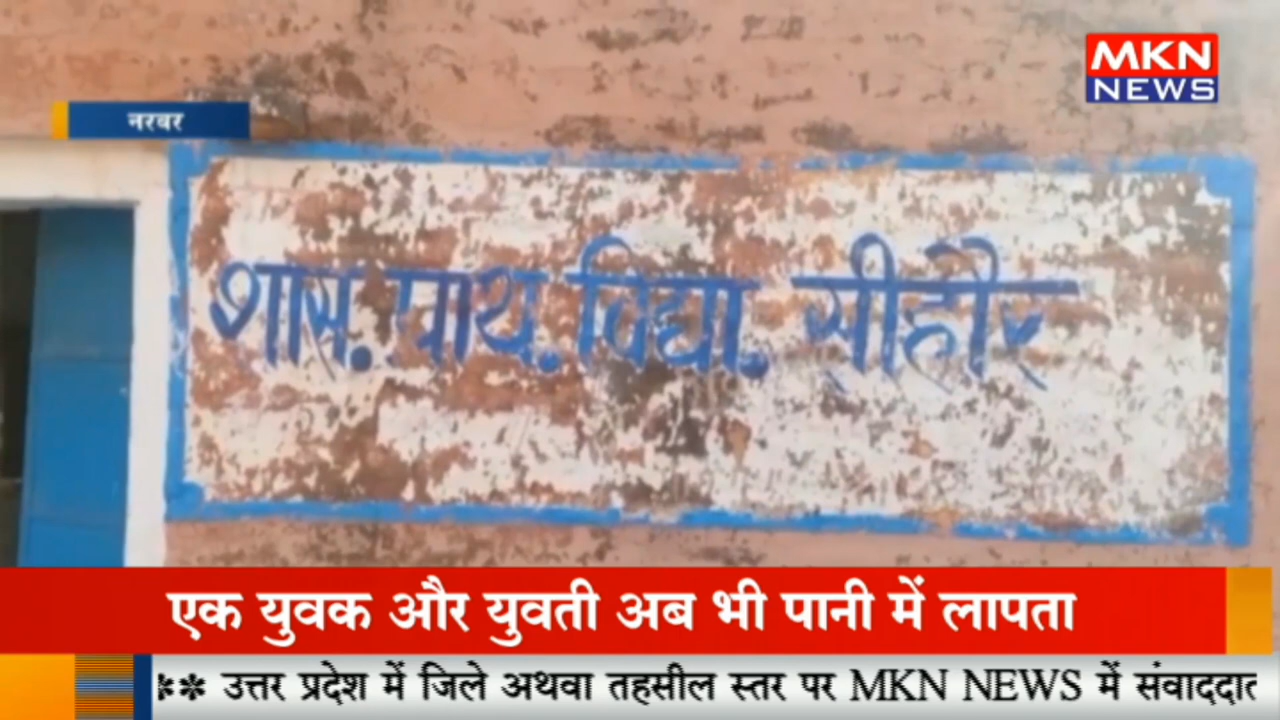 MKN
NEWS
नरवर
शास. पाथ. विद्या. सीहौर
एक युवक और युवती अब भी पानी में लापता
** उत्तर प्रदेश में जिले अथवा तहसील स्तर पर MKN NEWS में संवाददात